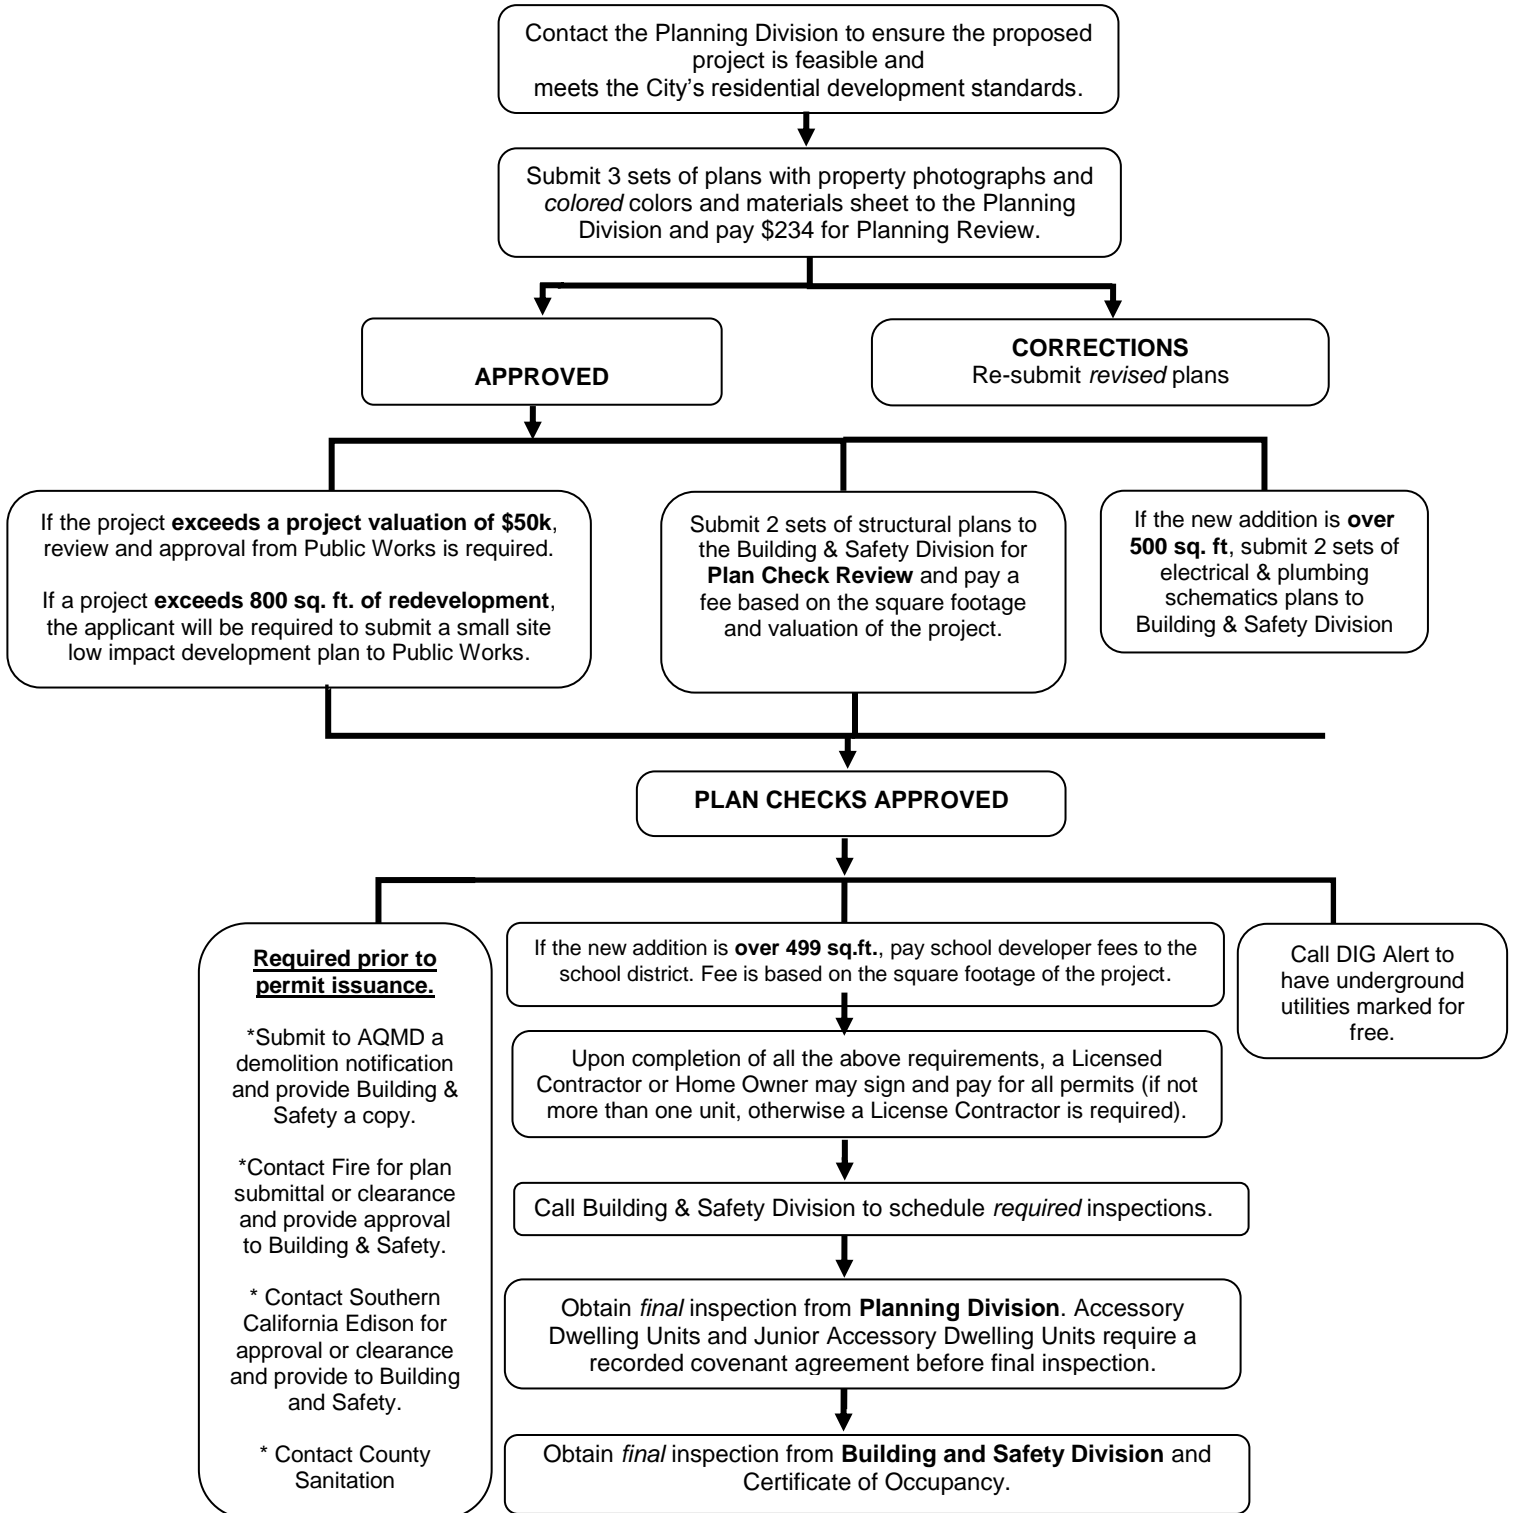 Contact the Planning Division to ensure the proposed
project is feasible and
meets the City’s residential development standards.
Submit 3 sets of plans with property photographs and
colored colors and materials sheet to the Planning
Division and pay $234 for Planning Review.
APPROVED
CORRECTIONS
Re-submit revised plans
If the project exceeds a project valuation of $50k,
review and approval from Public Works is required.
If a project exceeds 800 sq. ft. of redevelopment,
the applicant will be required to submit a small site
low impact development plan to Public Works.
Submit 2 sets of structural plans to
the Building & Safety Division for
Plan Check Review and pay a
fee based on the square footage
and valuation of the project.
If the new addition is over
500 sq. ft, submit 2 sets of
electrical & plumbing
schematics plans to
Building & Safety Division
PLAN CHECKS APPROVED
Required prior to
permit issuance.
*Submit to AQMD a
demolition notification
and provide Building &
Safety a copy.
*Contact Fire for plan
submittal or clearance
and provide approval
to Building & Safety.
* Contact Southern
California Edison for
approval or clearance
and provide to Building
and Safety.
* Contact County
Sanitation
If the new addition is over 499 sq.ft., pay school developer fees to the
school district. Fee is based on the square footage of the project.
Upon completion of all the above requirements, a Licensed
Contractor or Home Owner may sign and pay for all permits (if not
more than one unit, otherwise a License Contractor is required).
Call Building & Safety Division to schedule required inspections.
Obtain final inspection from Planning Division. Accessory
Dwelling Units and Junior Accessory Dwelling Units require a
recorded covenant agreement before final inspection.
Obtain final inspection from Building and Safety Division and
Certificate of Occupancy.
Call DIG Alert to
have underground
utilities marked for
free.